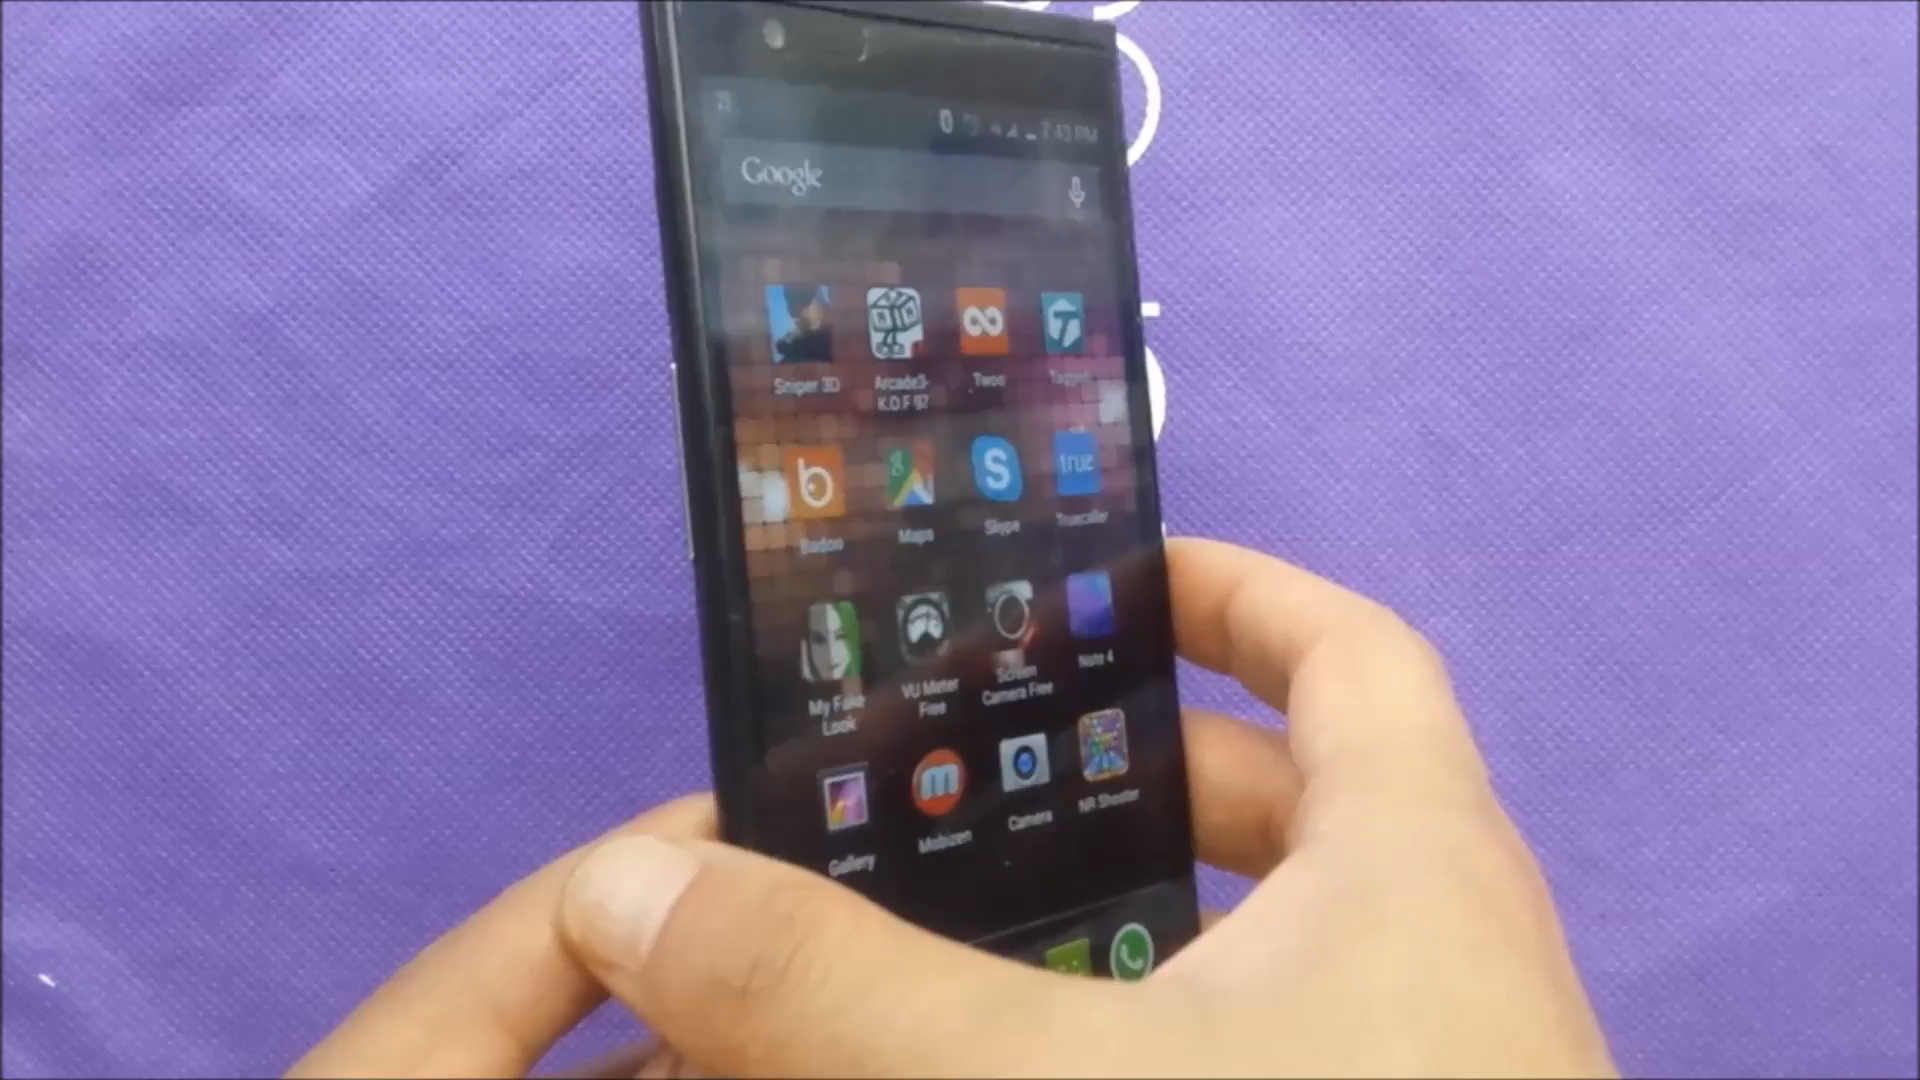 7:43 PM
Google
Sniper 3D
Arcade3-
K.O.F 97
Twoo
Tagged
b
g
S
true
Badoo
Maps
Skype
Truecaller
My Fake
Look
VU Meter
Free
Screen
Camera Free
Note 4
Gallery
m
Mobizen
Camera
NR Shooter